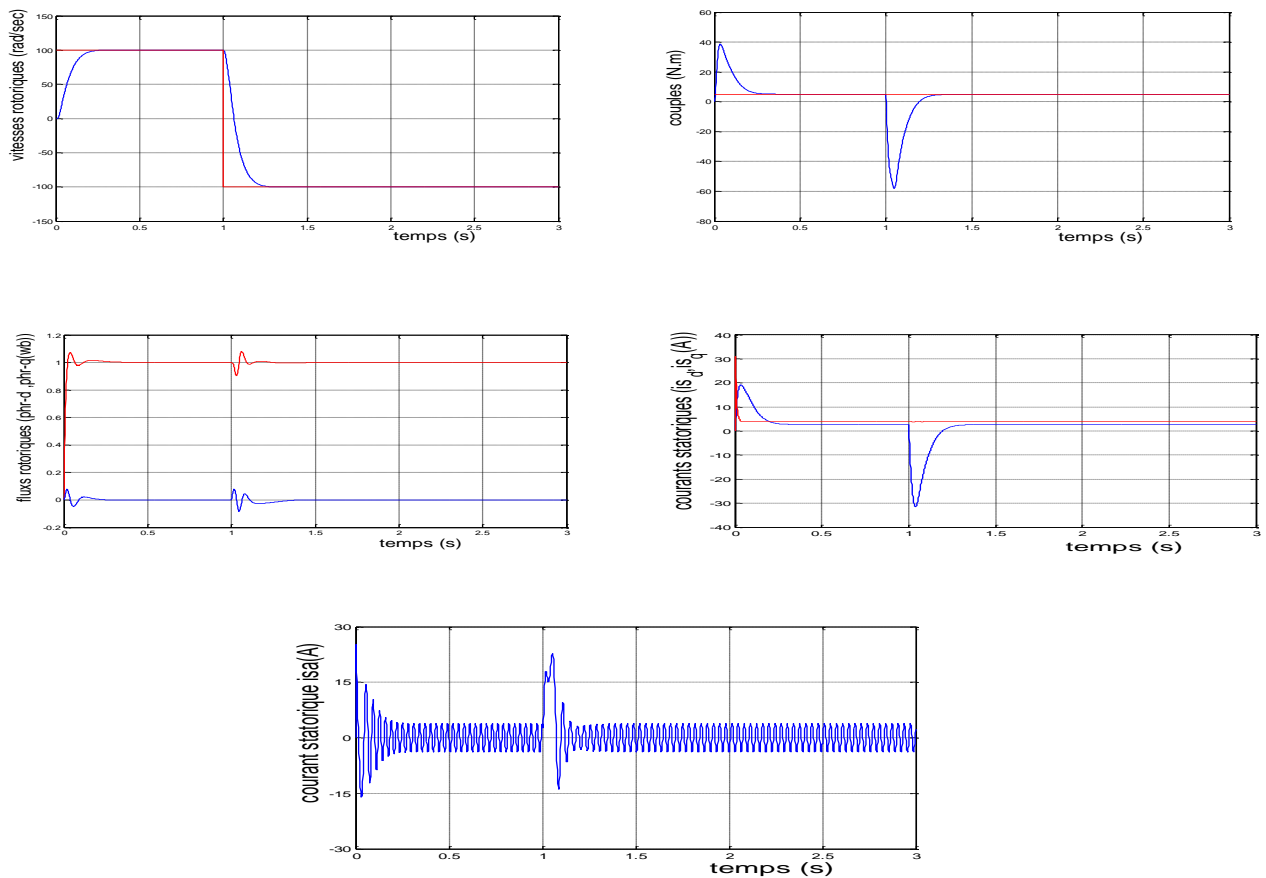 vitesses rotoriques (rad/sec)
150
100
50
0
-50
-100
-150
0 0.5 1 1.5 2 2.5 3
temps (s)
couples (N.m)
60
40
20
0
-20
-40
-60
-80
0 0.5 1 1.5 2 2.5 3
temps (s)
fluxs rotoriques (phr-d ,phr-q(wb))
1.2
1
0.8
0.6
0.4
0.2
0
-0.2
0 0.5 1 1.5 2 2.5 3
temps (s)
courants statoriques (is_d,is_q(A))
40
30
20
10
0
-10
-20
-30
-40
0 0.5 1 1.5 2 2.5 3
temps (s)
courant statorique isa(A)
30
15
0
-15
-30
0 0.5 1 1.5 2 2.5 3
temps (s)